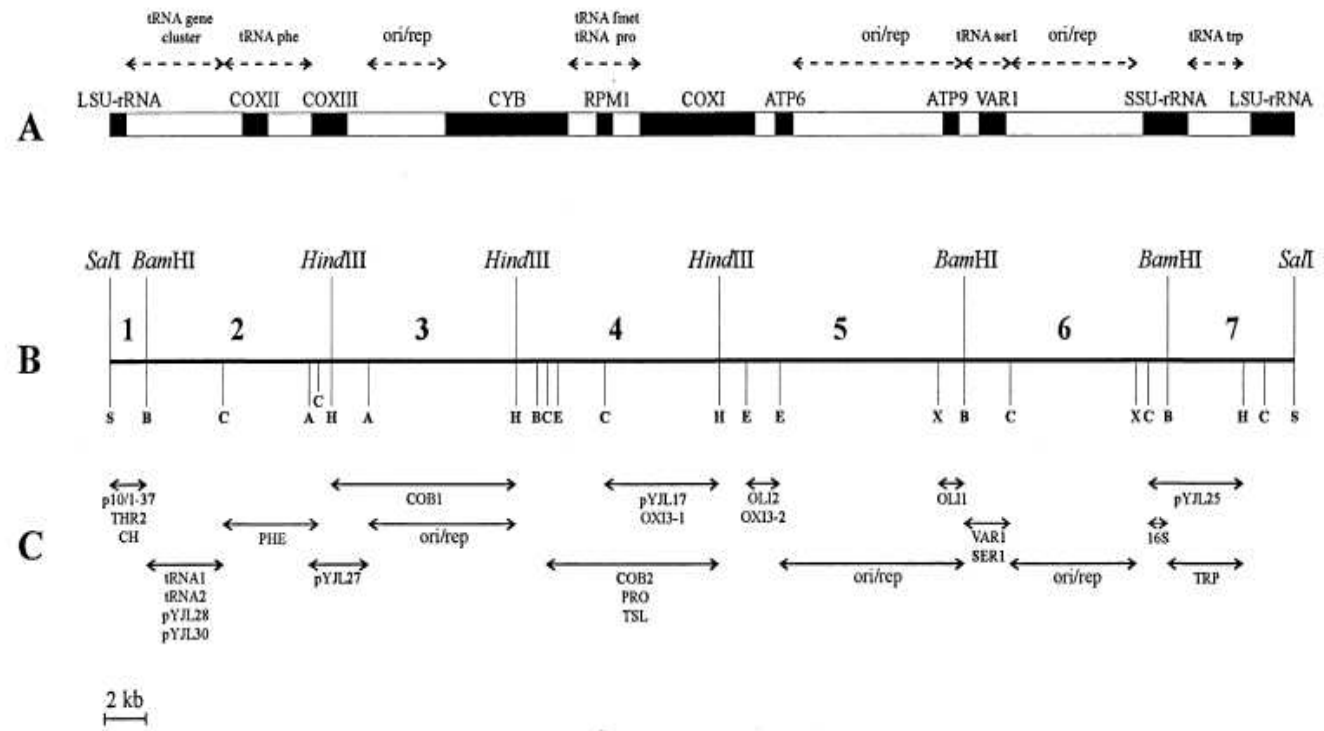 tRNA gene
cluster
tRNA phe
ori/rep
tRNA fmet
tRNA pro
ori/rep
tRNA ser1
ori/rep
tRNA trp
LSU-rRNA COXII COXIII CYB RPM1 COXI ATP6 ATP9 VAR1 SSU-rRNA LSU-rRNA
A
SalI BamHI HindIII HindIII HindIII BamHI BamHI SalI
1 2 3 4 5 6 7
B
S B C A C H A H B C E C H E E X B C X C B H C S
C
p10/1-37
THR2
CH
tRNA1
tRNA2
pYJL28
pYJL30
PHE
pYJL27
COB1
ori/rep
pYJL17
OXI3-1
COB2
PRO
TSL
OLI2
OXI3-2
ori/rep
OLI1
VAR1
SER1
ori/rep
pYJL25
16S
TRP
2 kb